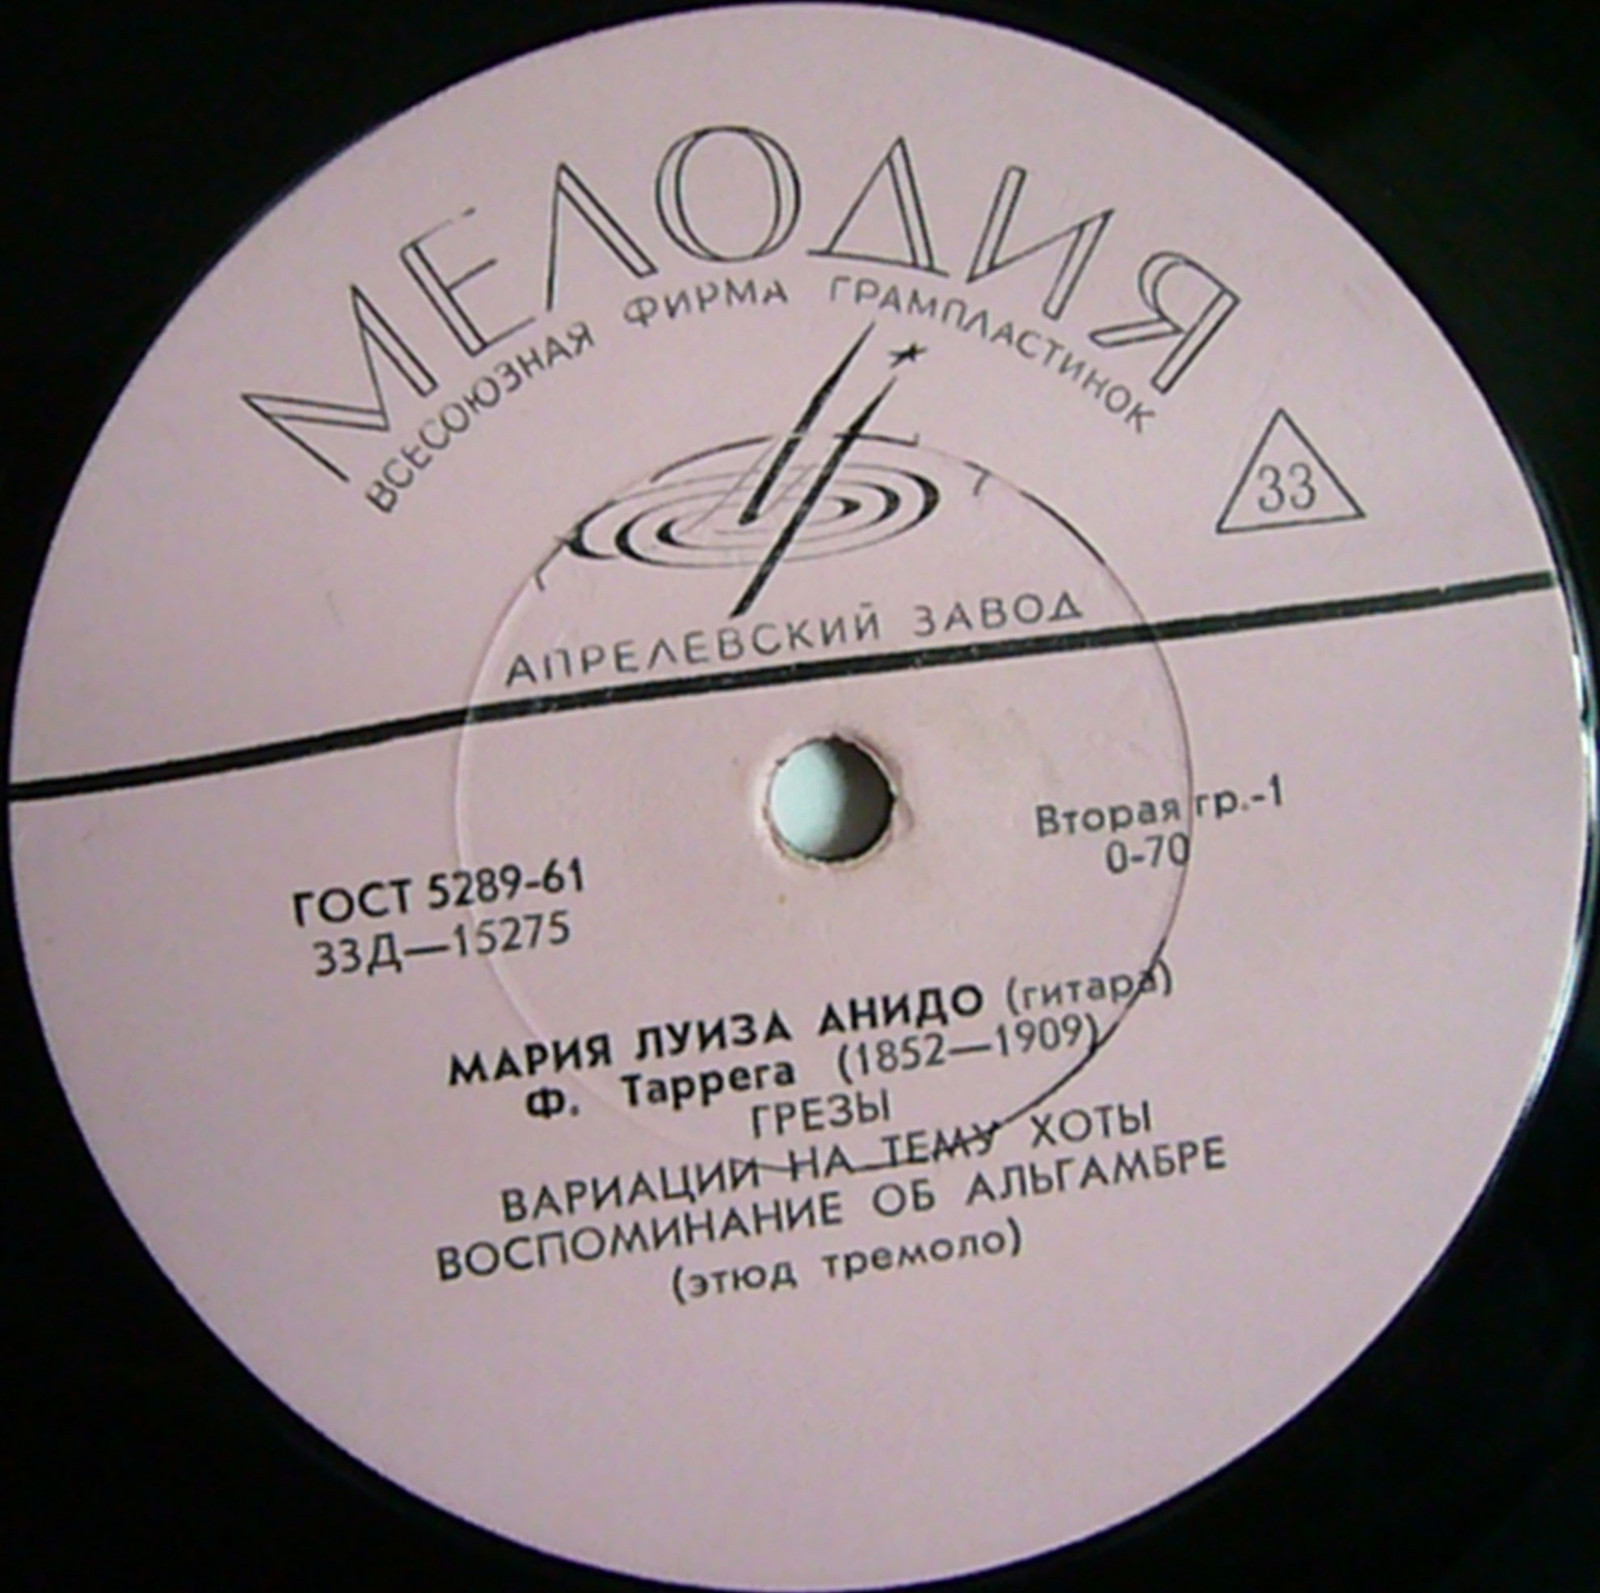 МЕЛОДИЯ
ВСЕСОЮЗНАЯ ФИРМА ГРАМПЛАСТИНОК
33
АПРЕЛЕВСКИЙ ЗАВОД
Вторая гр.-1
0-70
ГОСТ 5289-61
33Д—15275
МАРИЯ ЛУИЗА АНИДО (гитара)
Ф. Таррега (1852—1909)
ГРЕЗЫ
ВАРИАЦИИ НА ТЕМУ ХОТЫ
ВОСПОМИНАНИЕ ОБ АЛЬГАМБРЕ
(этюд тремоло)